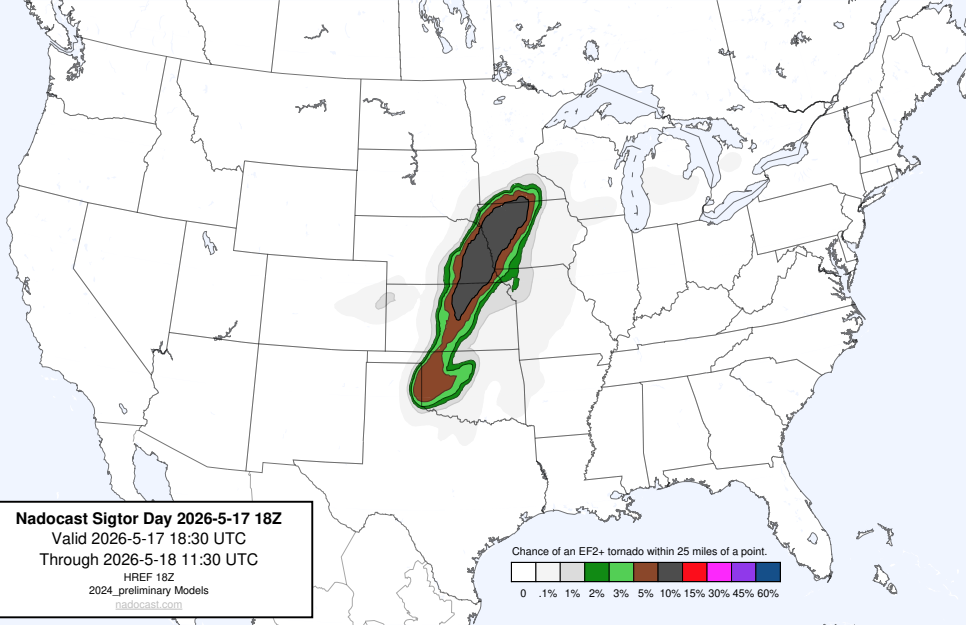 Nadocast Sigtor Day 2026-5-17 18Z
Valid 2026-5-17 18:30 UTC
Through 2026-5-18 11:30 UTC
HREF 18Z
2024_preliminary Models
nadocast.com
Chance of an EF2+ tornado within 25 miles of a point.
0 .1% 1% 2% 3% 5% 10% 15% 30% 45% 60%